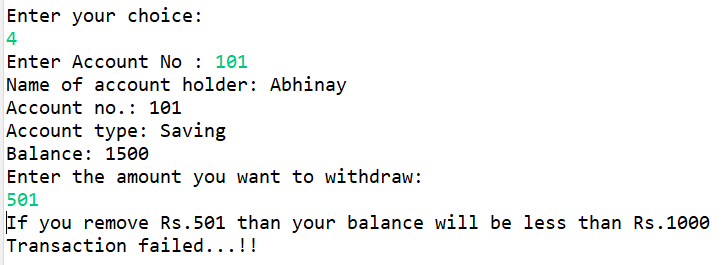 Enter your choice:
4
Enter Account No : 101
Name of account holder: Abhinay
Account no.: 101
Account type: Saving
Balance: 1500
Enter the amount you want to withdraw:
501
If you remove Rs.501 than your balance will be less than Rs.1000
Transaction failed...!!